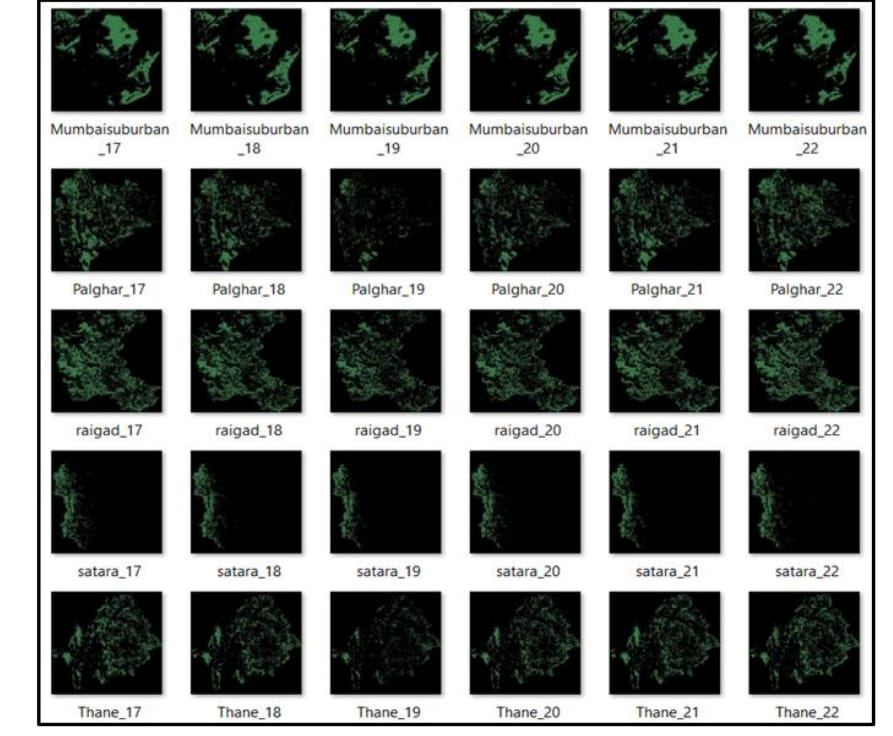 Mumbaisuburban Mumbaisuburban Mumbaisuburban Mumbaisuburban Mumbaisuburban Mumbaisuburban
_17 _18 _19 _20 _21 _22
Palghar_17 Palghar_18 Palghar_19 Palghar_20 Palghar_21 Palghar_22
raigad_17 raigad_18 raigad_19 raigad_20 raigad_21 raigad_22
satara_17 satara_18 satara_19 satara_20 satara_21 satara_22
Thane_17 Thane_18 Thane_19 Thane_20 Thane_21 Thane_22